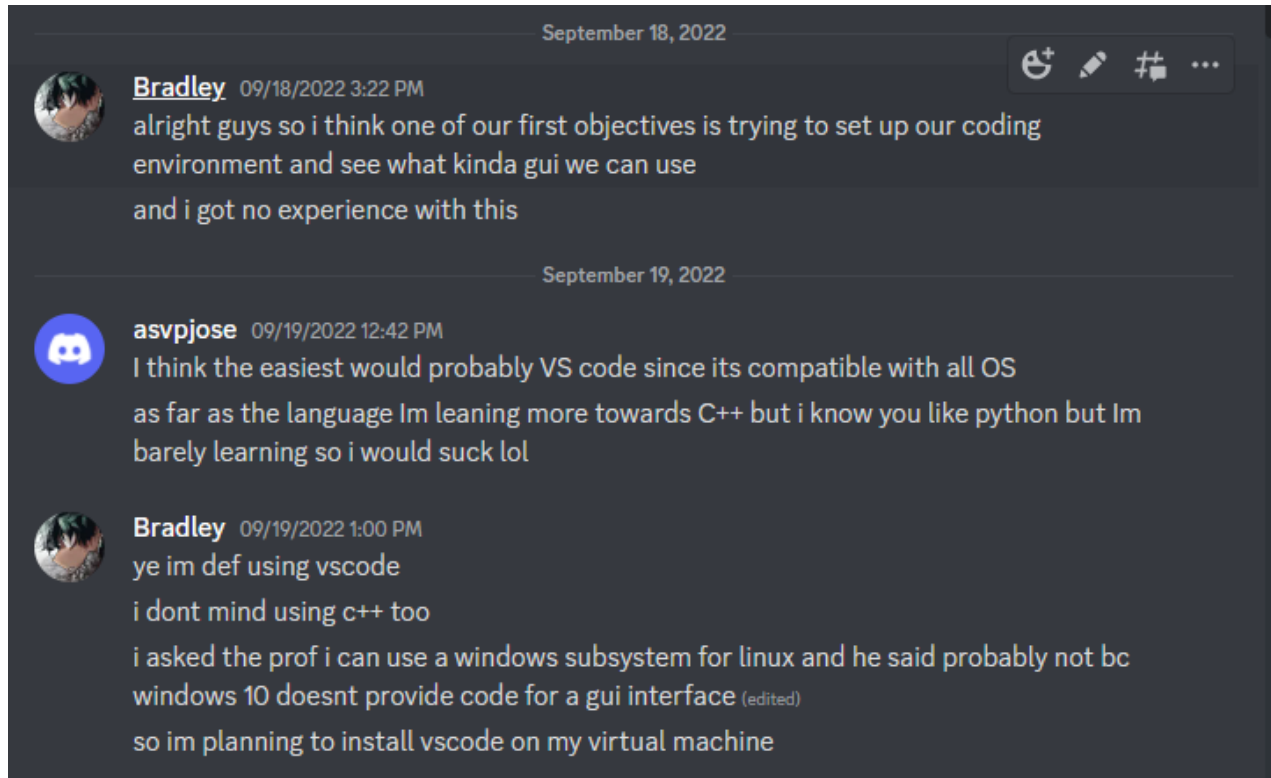 September 18, 2022
Bradley 09/18/2022 3:22 PM
alright guys so i think one of our first objectives is trying to set up our coding
environment and see what kinda gui we can use
and i got no experience with this
September 19, 2022
asvpjose 09/19/2022 12:42 PM
I think the easiest would probably VS code since its compatible with all OS
as far as the language Im leaning more towards C++ but i know you like python but Im
barely learning so i would suck lol
Bradley 09/19/2022 1:00 PM
ye im def using vscode
i dont mind using c++ too
i asked the prof i can use a windows subsystem for linux and he said probably not bc
windows 10 doesnt provide code for a gui interface (edited)
so im planning to install vscode on my virtual machine